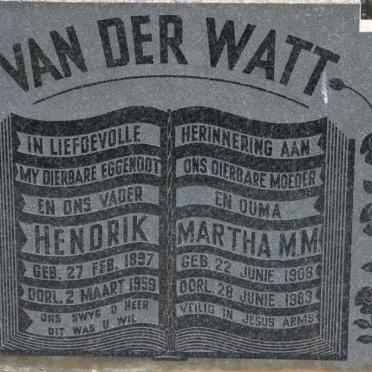 VAN DER WATT
IN LIEFDEVOLLE
MY DIERBARE EGGENOOT
EN ONS VADER
HENDRIK
GEB. 27 FEB. 1897
OORL. 2 MAART 1959
ONS SWYG O HEER
DIT WAS U WIL
HERINNERING AAN
ONS DIERBARE MOEDER
EN OUMA
MARTHA M.M.
GEB 22 JUNIE 1908
OORL. 28 JUNIE 1983
VEILIG IN JESUS ARMS